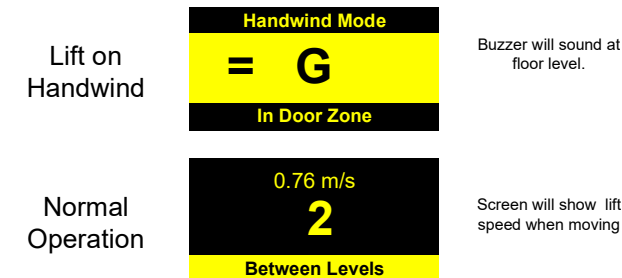 Lift on
Handwind
Handwind Mode
= G
In Door Zone
Buzzer will sound at
floor level.
Normal
Operation
0.76 m/s
2
Between Levels
Screen will show lift
speed when moving